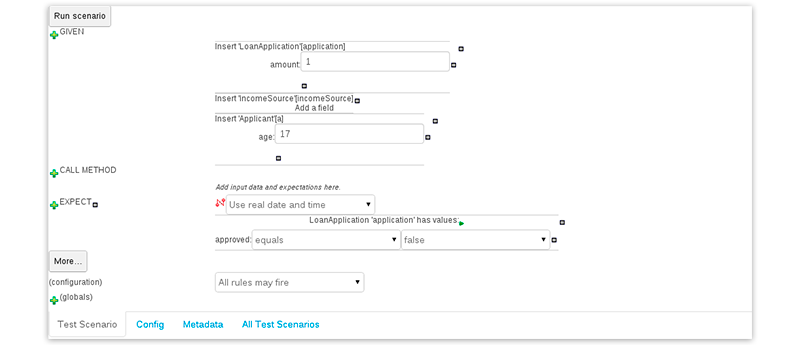 Run scenario
GIVEN
Insert 'LoanApplication'[application]
amount: 1
Insert 'IncomeSource'[incomeSource]
Add a field
Insert 'Applicant'[a]
age: 17
CALL METHOD
Add input data and expectations here.
EXPECT Use real date and time
LoanApplication 'application' has values:
approved: equals false
More...
(configuration) All rules may fire
(globals)
Test Scenario Config Metadata All Test Scenarios